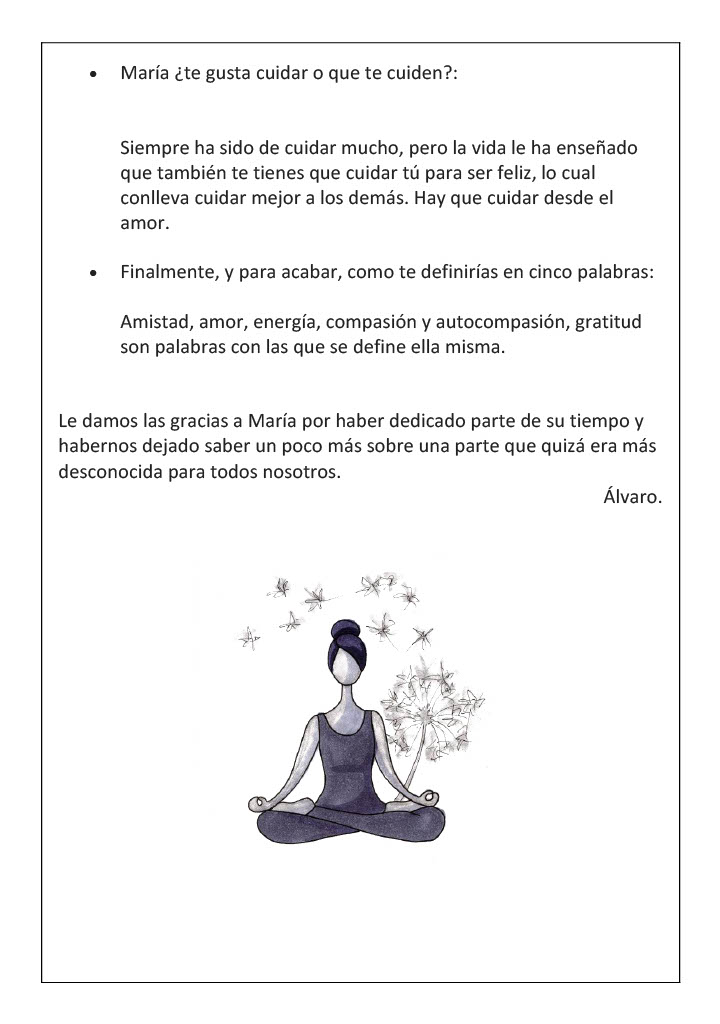 • María ¿te gusta cuidar o que te cuiden?:
Siempre ha sido de cuidar mucho, pero la vida le ha enseñado
que también te tienes que cuidar tú para ser feliz, lo cual
conlleva cuidar mejor a los demás. Hay que cuidar desde el
amor.
• Finalmente, y para acabar, como te definirías en cinco palabras:
Amistad, amor, energía, compasión y autocompasión, gratitud
son palabras con las que se define ella misma.
Le damos las gracias a María por haber dedicado parte de su tiempo y
habernos dejado saber un poco más sobre una parte que quizá era más
desconocida para todos nosotros.
Álvaro.